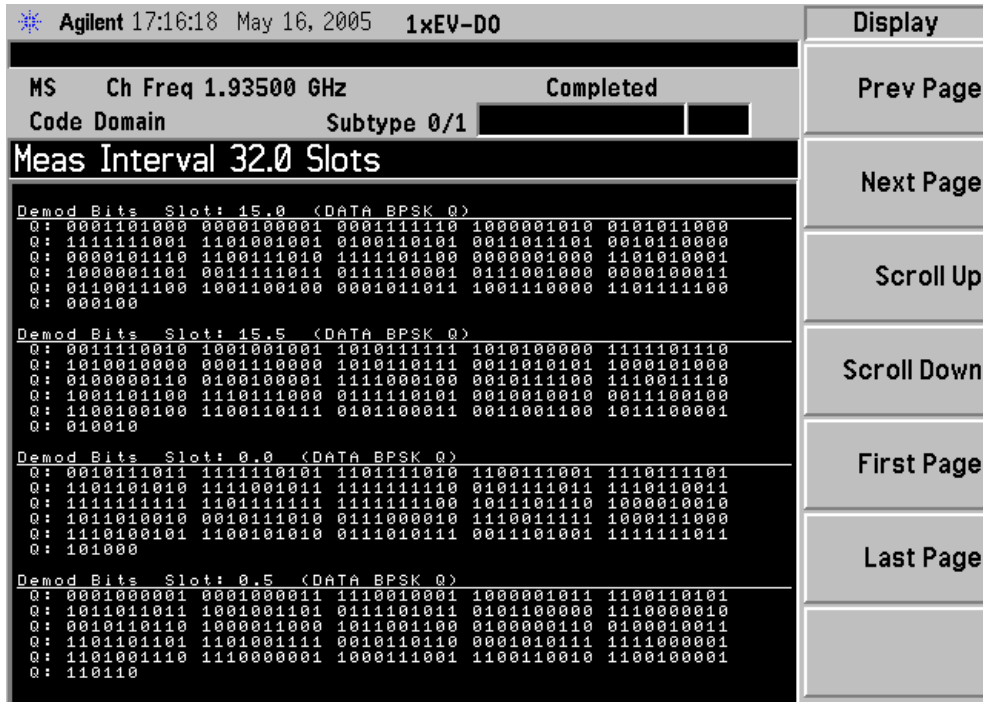 Agilent 17:16:18 May 16, 2005 1xEV-DO
Display
MS Ch Freq 1.93500 GHz Completed
Code Domain Subtype 0/1
Meas Interval 32.0 Slots
Demod Bits Slot: 15.0 (DATA BPSK Q)
Q: 0001101000 0000100001 0001111110 1000001010 0101011000
Q: 1111111001 1101001001 0100110101 0011011101 0010110000
Q: 0000101110 1100111010 1111101100 0000001000 1101010001
Q: 1000001101 0011111011 0111110001 0111001000 0000100011
Q: 0110011100 1001100100 0001011011 1001110000 1101111100
Q: 000100
Demod Bits Slot: 15.5 (DATA BPSK Q)
Q: 0011110010 1001001001 1010111111 1010100000 1111101110
Q: 1010010000 0001110000 1010110111 0011010101 1000101000
Q: 0100000110 0100100001 1111000100 0010111100 1110011110
Q: 1001101100 1110111000 0111110101 0010010010 0011100100
Q: 1100100100 1100110111 0101100011 0011001100 1011100001
Q: 010010
Demod Bits Slot: 0.0 (DATA BPSK Q)
Q: 0010111011 1111110101 1101111010 1100111001 1110111101
Q: 1101101010 1111001011 1111111110 0101111011 1110110011
Q: 1111111111 1101111111 1111111100 1011101110 1000010010
Q: 1011010010 0010111010 0111000010 1110011111 1000111000
Q: 1110100101 1100101010 0111010111 0011101001 1111111011
Q: 101000
Demod Bits Slot: 0.5 (DATA BPSK Q)
Q: 0001000001 0001000011 1110010001 1000001011 1100110101
Q: 1011011011 1001001101 0111101011 0101100000 1110000010
Q: 0010110110 1000011000 1011001100 0100000110 0100010011
Q: 1101101101 1101001111 0010110110 0001010111 1111000001
Q: 1101001110 1110000001 1000111001 1100110010 1100100001
Q: 110110
Prev Page
Next Page
Scroll Up
Scroll Down
First Page
Last Page